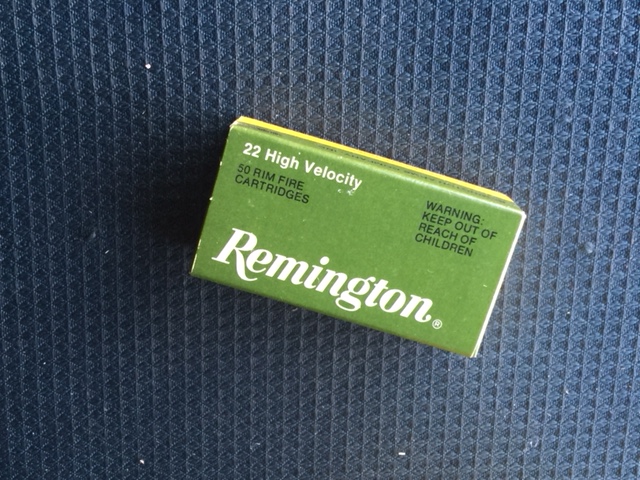 22 High Velocity
50 RIM FIRE
CARTRIDGES
WARNING:
KEEP OUT OF
REACH OF
CHILDREN
Remington®